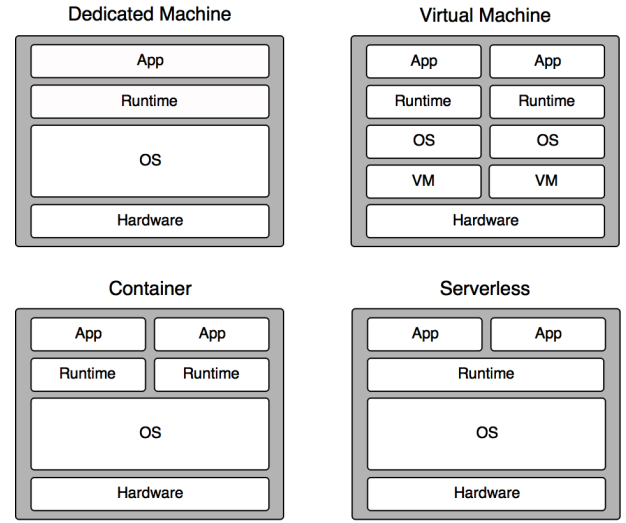 Dedicated Machine
App
Runtime
OS
Hardware
Virtual Machine
App App
Runtime Runtime
OS OS
VM VM
Hardware
Container
App App
Runtime Runtime
OS
Hardware
Serverless
App App
Runtime
OS
Hardware